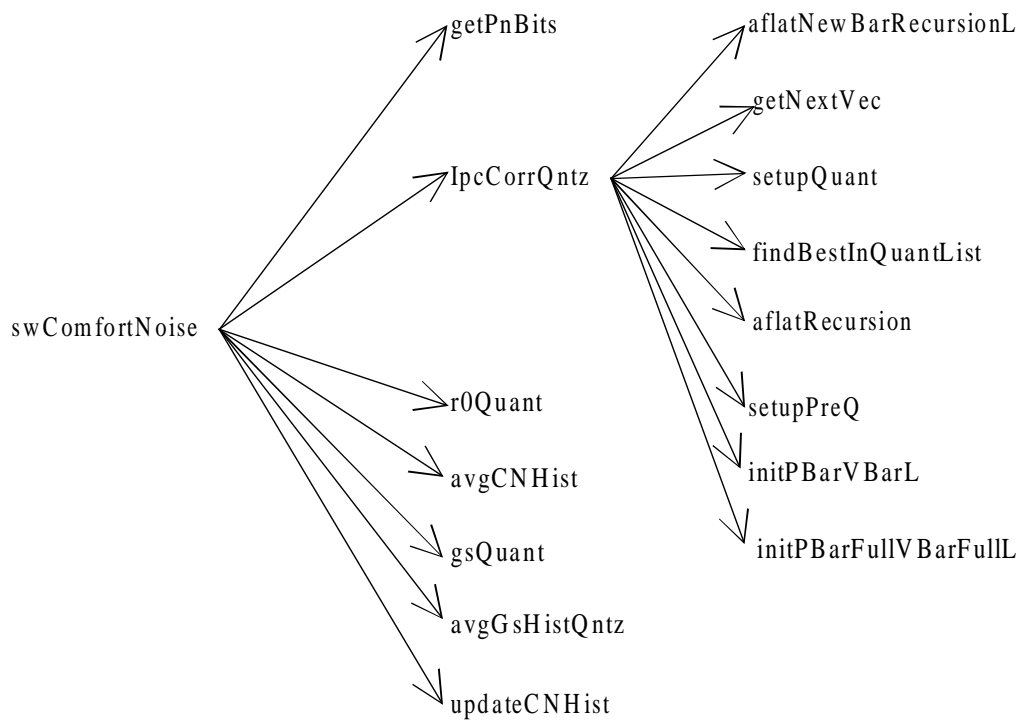 getPnBits
aflatNewBarRecursionL
getNextVec
lpcCorrQntz
setupQuant
findBestInQuantList
swComfortNoise
aflatRecursion
r0Quant
setupPreQ
avgCNHist
initPBarVBarL
gsQuant
initPBarFullVBarFullL
avgGsHistQntz
updateCNHist